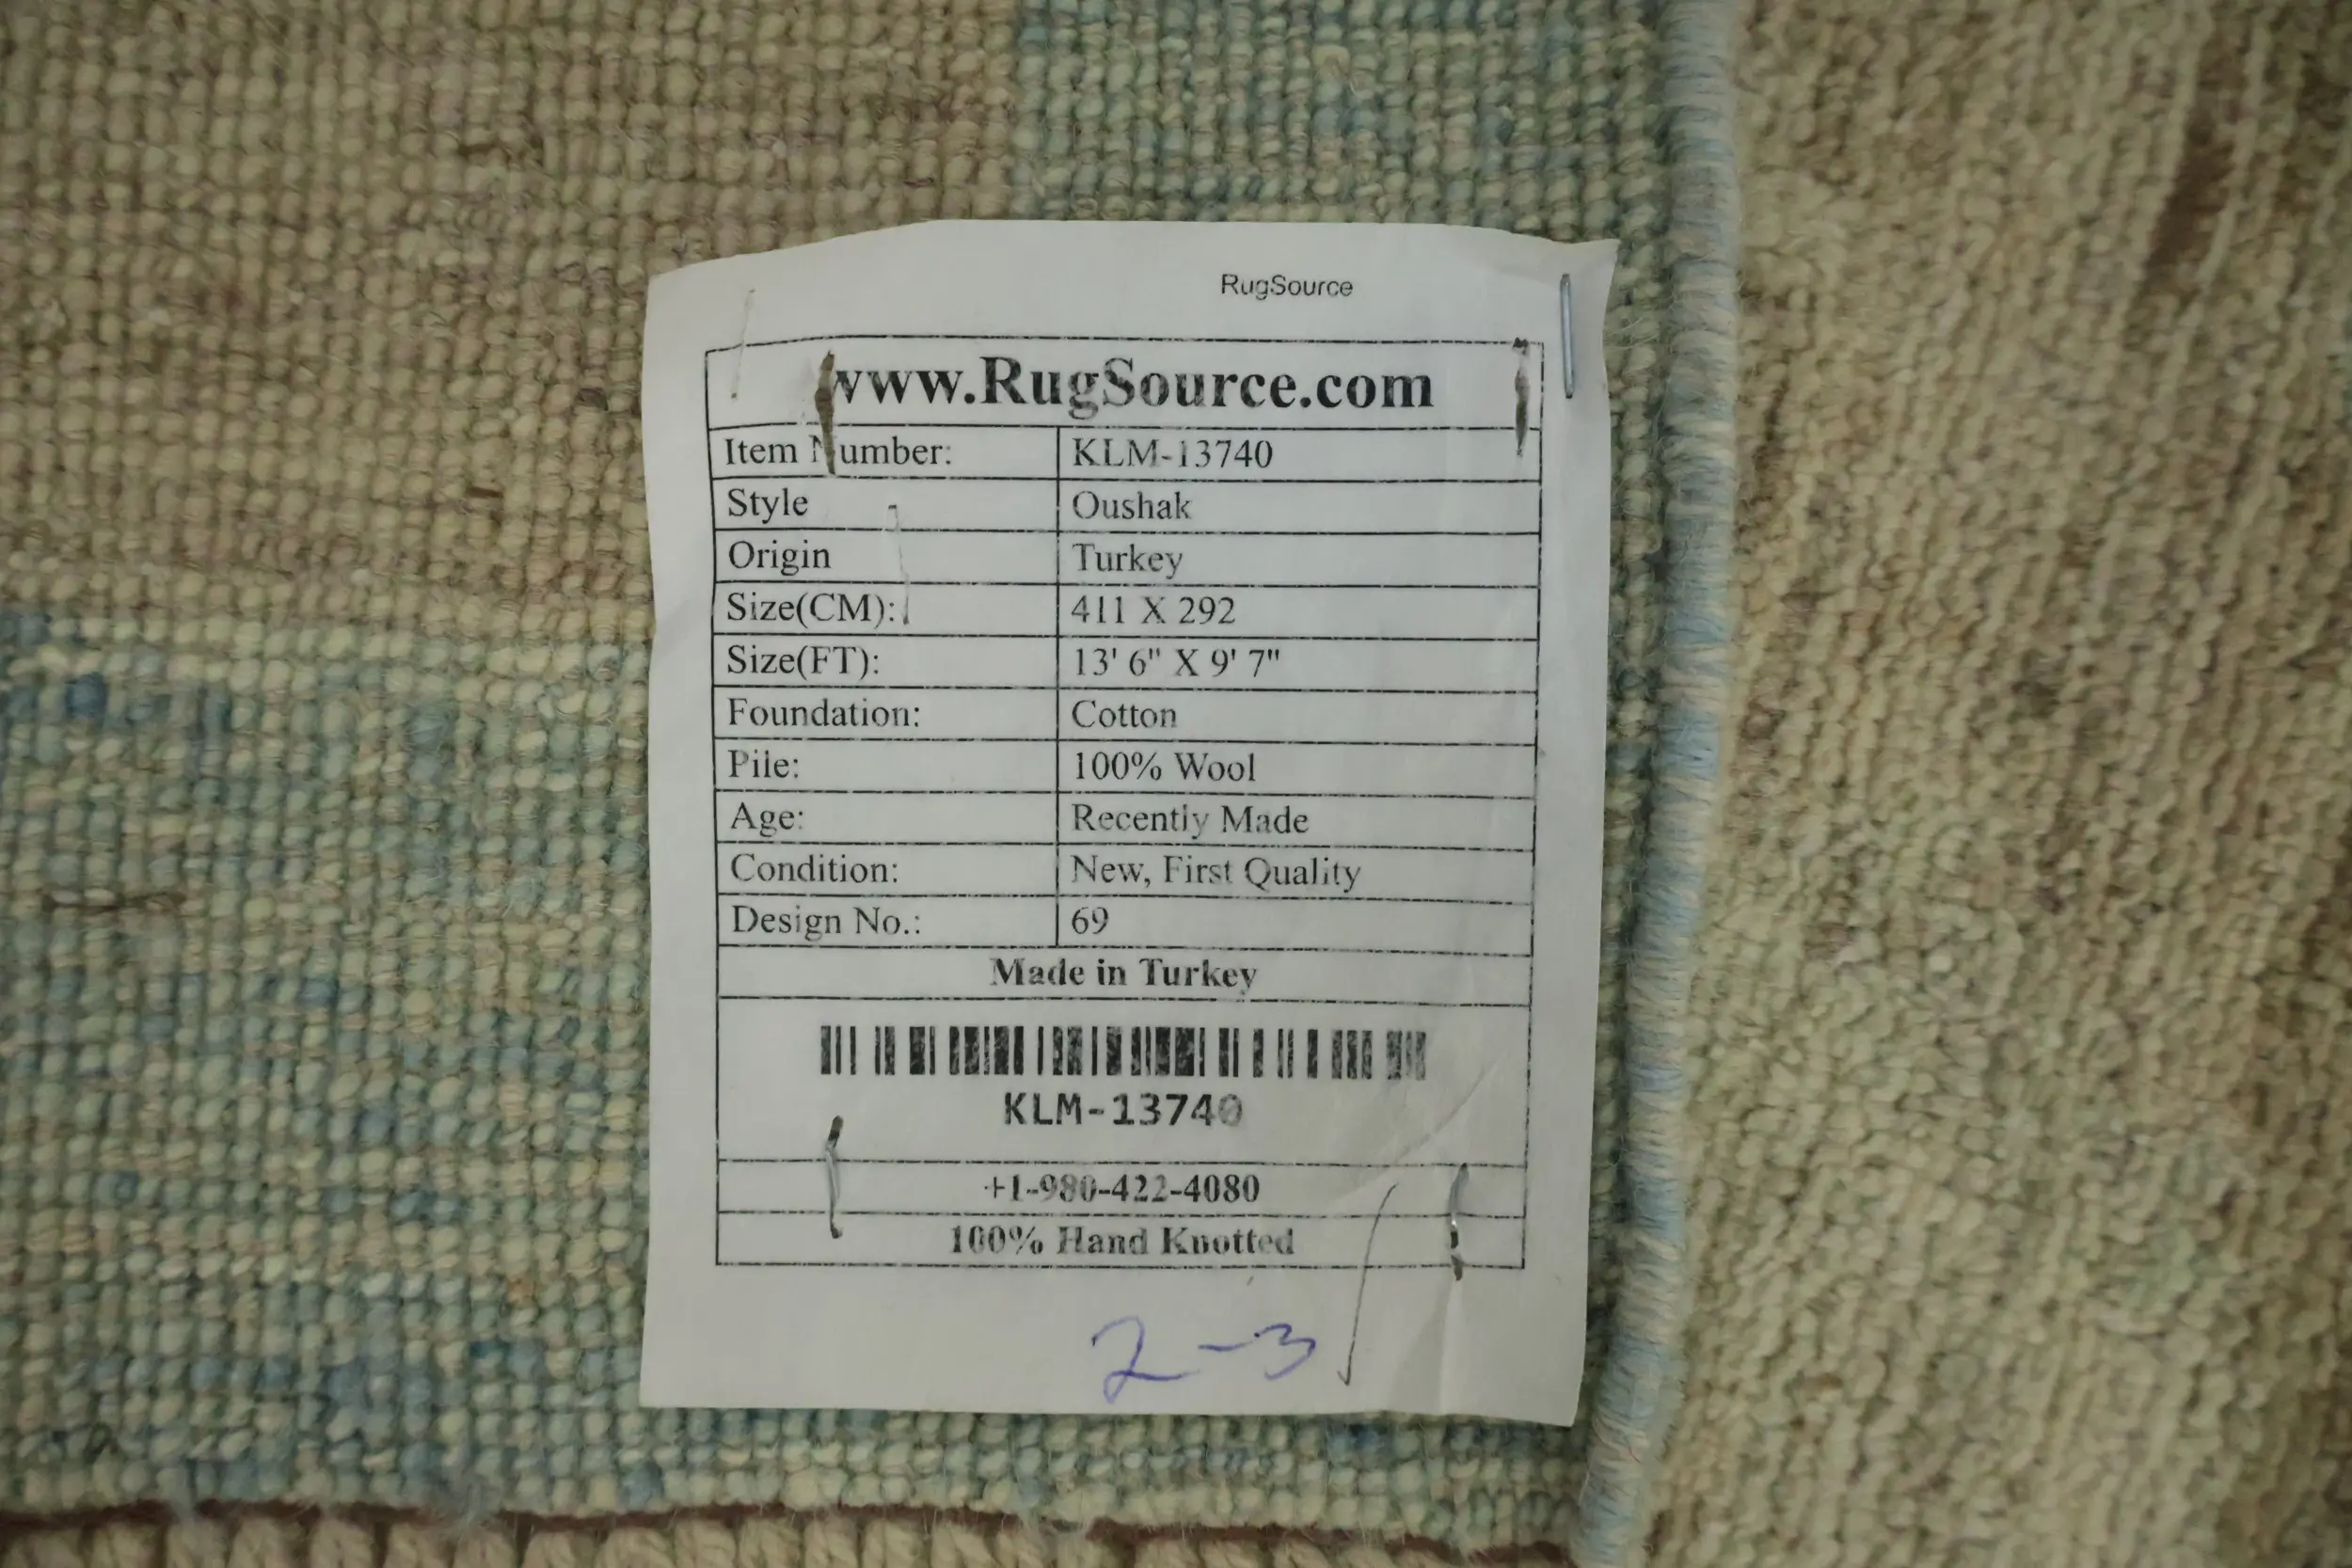 RugSource
www.RugSource.com
Item Number: KLM-13740
Style Oushak
Origin Turkey
Size(CM): 411 X 292
Size(FT): 13' 6" X 9' 7"
Foundation: Cotton
Pile: 100% Wool
Age: Recently Made
Condition: New, First Quality
Design No.: 69
Made in Turkey
KLM-13740
+1-980-422-4080
100% Hand Knotted
2-3